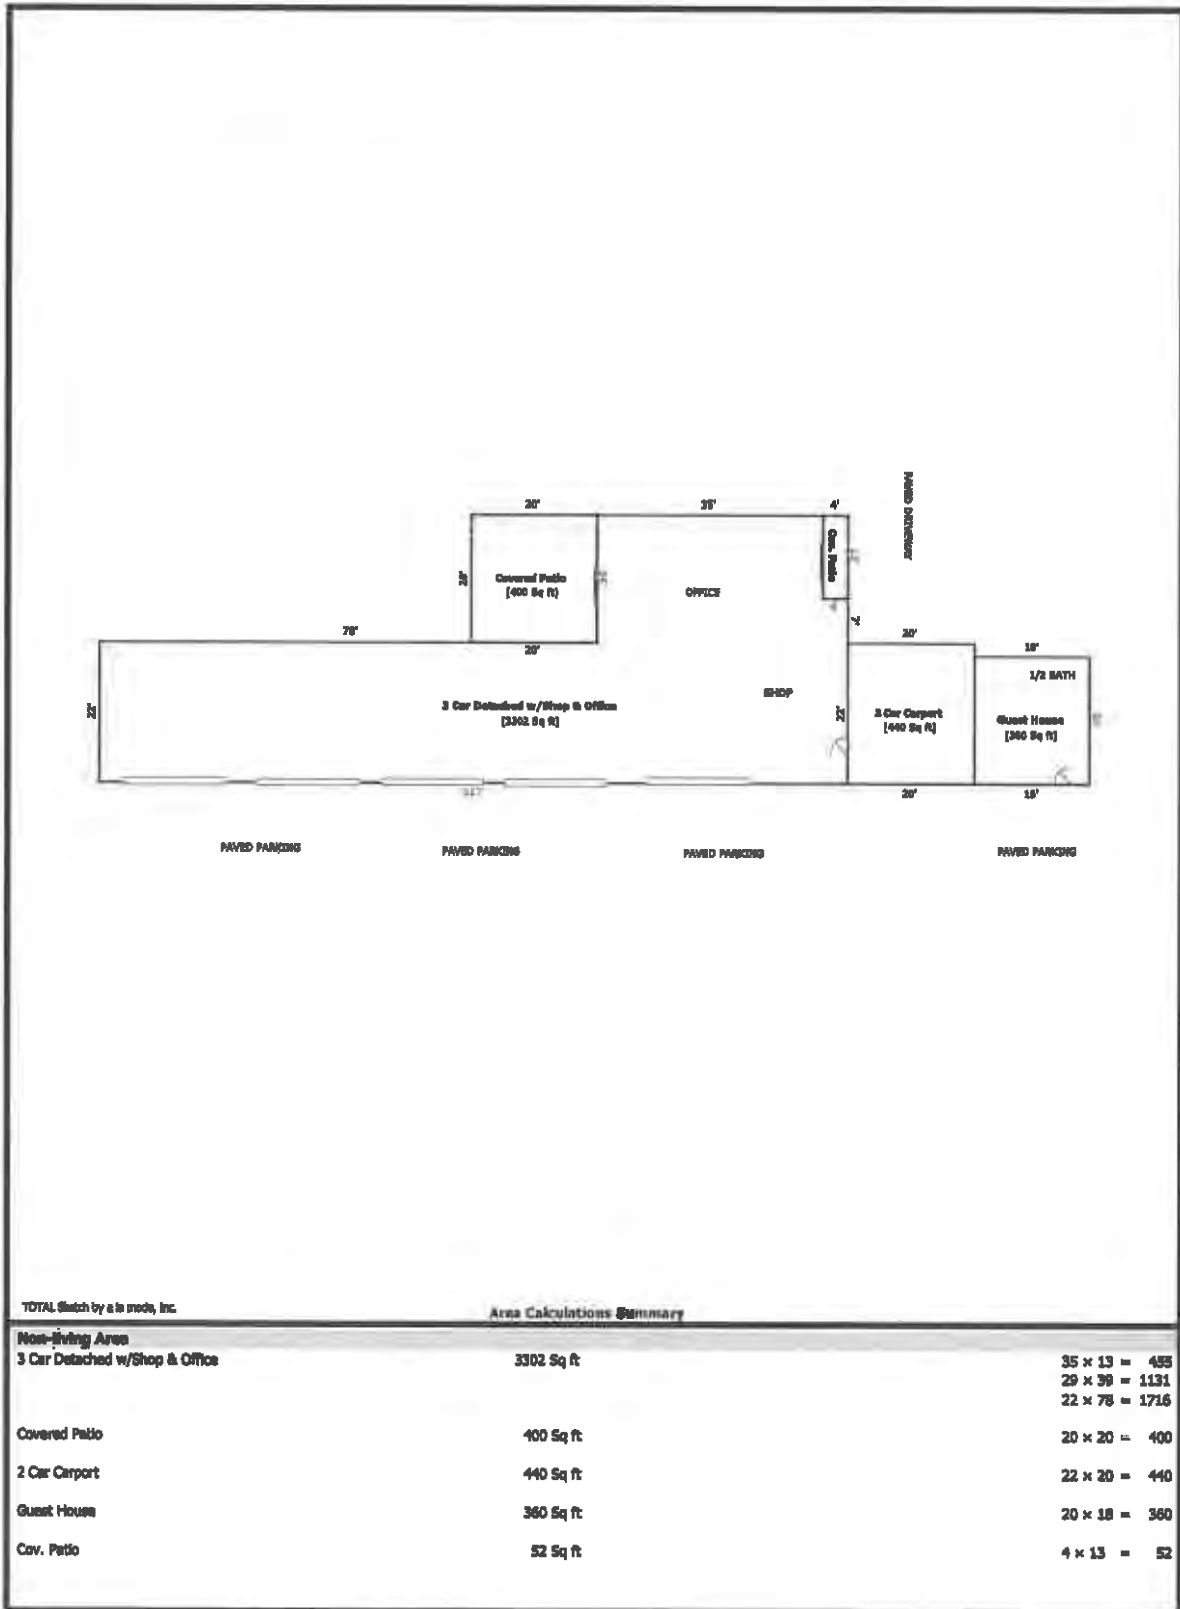 20'
35'
4'
PAVED DRIVEWAY
Cov. Patio
Covered Patio
[400 Sq ft]
20'
OFFICE
7'
78'
20'
20'
18'
1/2 BATH
22'
3 Car Detached w/Shop & Office
[3302 Sq ft]
SHOP
22'
2 Car Carport
[440 Sq ft]
Guest House
[360 Sq ft]
117'
20'
18'
PAVED PARKING
PAVED PARKING
PAVED PARKING
PAVED PARKING
TOTAL Sketch by a la mode, inc.
Area Calculations Summary
Non-living Area
3 Car Detached w/Shop & Office 3302 Sq ft 35 x 13 = 455
29 x 39 = 1131
22 x 78 = 1716
Covered Patio 400 Sq ft 20 x 20 = 400
2 Car Carport 440 Sq ft 22 x 20 = 440
Guest House 360 Sq ft 20 x 18 = 360
Cov. Patio 52 Sq ft 4 x 13 = 52